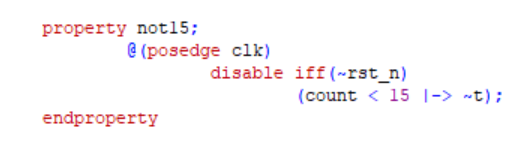 property not15;
@(posedge clk)
disable iff(~rst_n)
(count < 15 |-> ~t);
endproperty